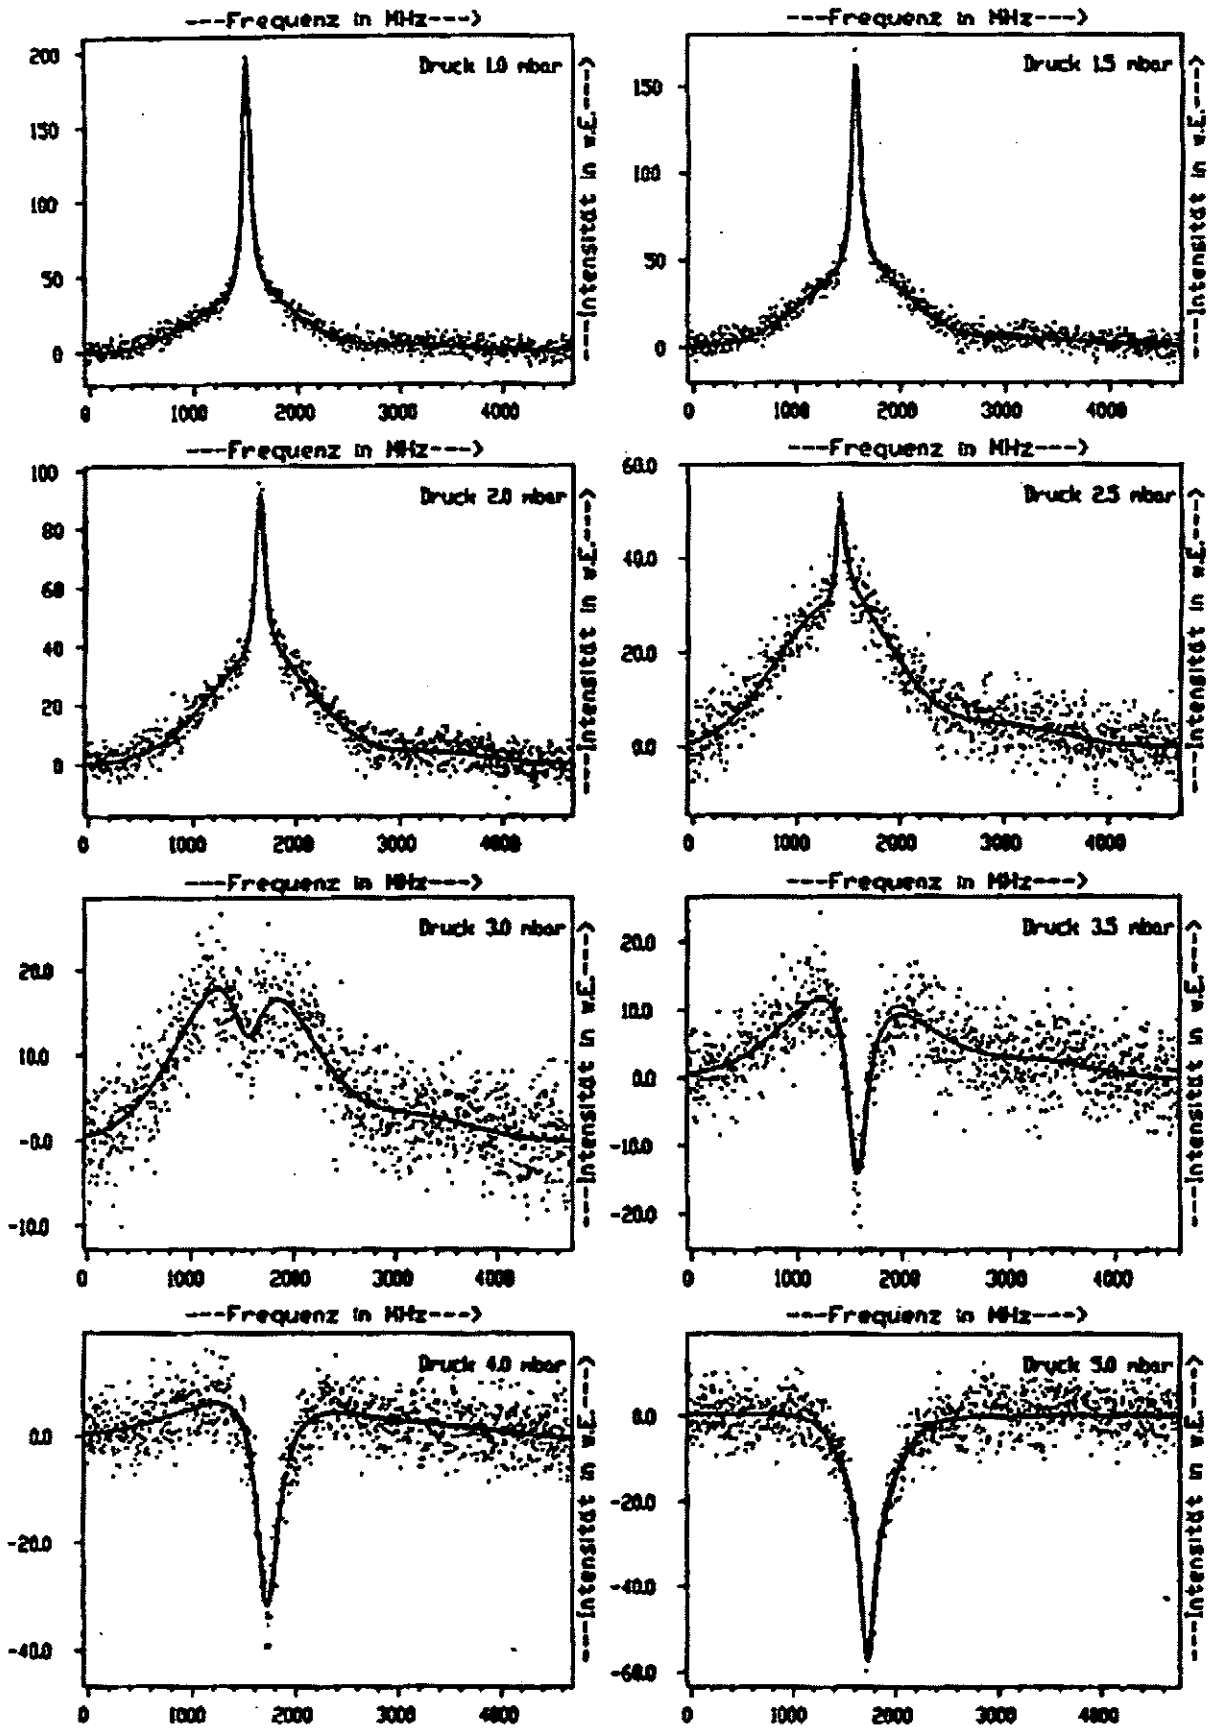 ---Frequenz in MHz--->
Druck 1.0 mbar
---Intensität in w.E.--->
200
150
100
50
0
0 1000 2000 3000 4000
---Frequenz in MHz--->
Druck 1.5 mbar
---Intensität in w.E.--->
150
100
50
0
0 1000 2000 3000 4000
---Frequenz in MHz--->
Druck 2.0 mbar
---Intensität in w.E.--->
100
80
60
40
20
0
0 1000 2000 3000 4000
---Frequenz in MHz--->
Druck 2.5 mbar
---Intensität in w.E.--->
60.0
40.0
20.0
0.0
0 1000 2000 3000 4000
---Frequenz in MHz--->
Druck 3.0 mbar
---Intensität in w.E.--->
20.0
10.0
-0.0
-10.0
0 1000 2000 3000 4000
---Frequenz in MHz--->
Druck 3.5 mbar
---Intensität in w.E.--->
20.0
10.0
0.0
-10.0
-20.0
0 1000 2000 3000 4000
---Frequenz in MHz--->
Druck 4.0 mbar
---Intensität in w.E.--->
0.0
-20.0
-40.0
0 1000 2000 3000 4000
---Frequenz in MHz--->
Druck 5.0 mbar
---Intensität in w.E.--->
0.0
-20.0
-40.0
-60.0
0 1000 2000 3000 4000